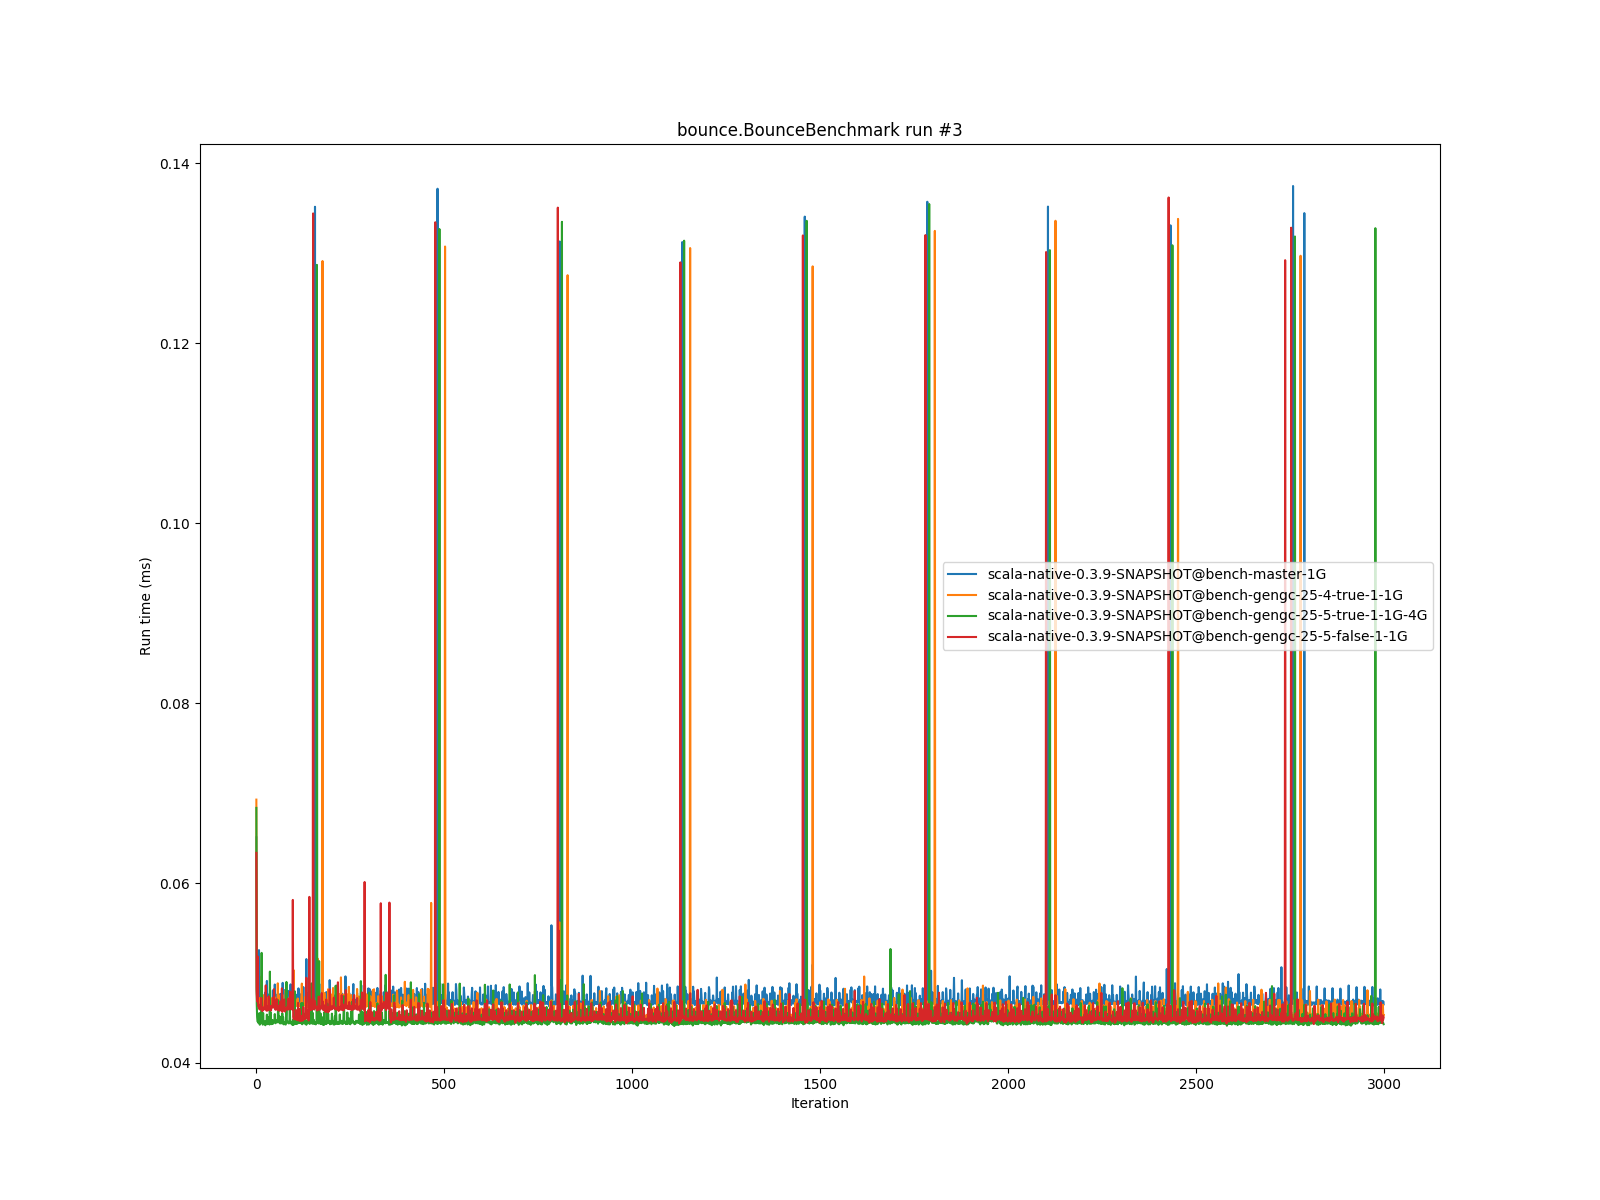 bounce.BounceBenchmark run #3
Run time (ms)
0.14
0.12
0.10
0.08
0.06
0.04
scala-native-0.3.9-SNAPSHOT@bench-master-1G
scala-native-0.3.9-SNAPSHOT@bench-gengc-25-4-true-1-1G
scala-native-0.3.9-SNAPSHOT@bench-gengc-25-5-true-1-1G-4G
scala-native-0.3.9-SNAPSHOT@bench-gengc-25-5-false-1-1G
0 500 1000 1500 2000 2500 3000
Iteration